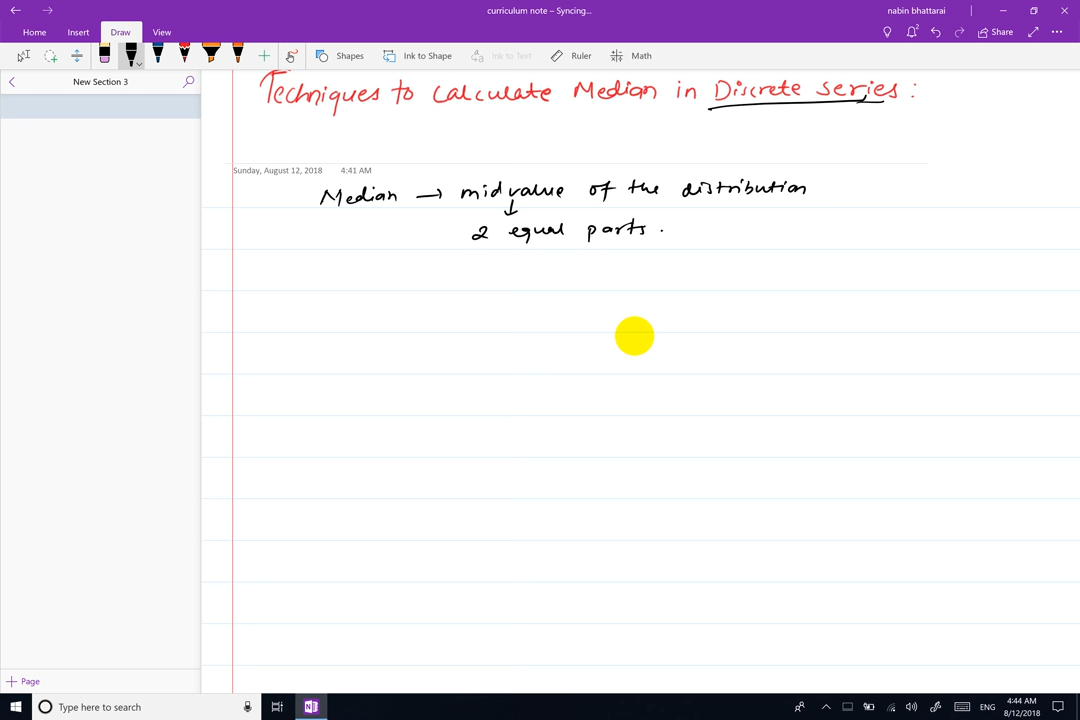 curriculum note – Syncing...
nabin bhattarai
Home
Insert
Draw
View
2
Share
Shapes
Ink to Shape
Ink to Text
Ruler
Math
New Section 3
Techniques to calculate Median in Discrete series :
Sunday, August 12, 2018
4:41 AM
Median → midvalue of the distribution
2 equal parts .
Page
Type here to search
ENG
4:44 AM
8/12/2018